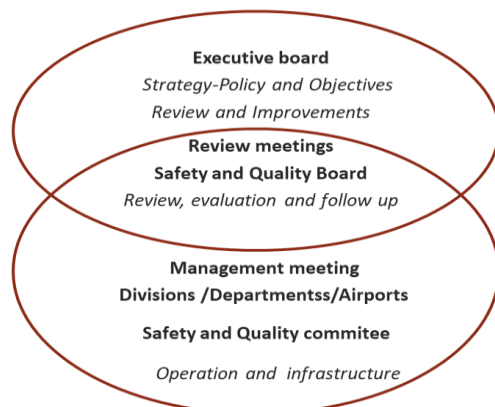 Executive board
Strategy-Policy and Objectives
Review and Improvements
Review meetings
Safety and Quality Board
Review, evaluation and follow up
Management meeting
Divisions /Departmentss/Airports
Safety and Quality commitee
Operation and infrastructure